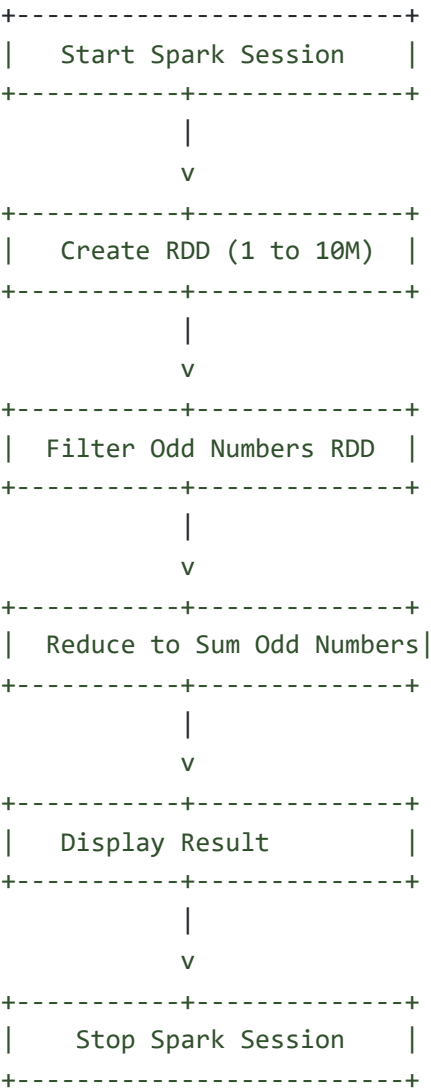 +--------------------------+
|   Start Spark Session    |
+-----------+--------------+
            |
            v
+-----------+--------------+
|   Create RDD (1 to 10M)  |
+-----------+--------------+
            |
            v
+-----------+--------------+
|  Filter Odd Numbers RDD  |
+-----------+--------------+
            |
            v
+-----------+--------------+
|  Reduce to Sum Odd Numbers|
+-----------+--------------+
            |
            v
+-----------+--------------+
|   Display Result         |
+-----------+--------------+
            |
            v
+-----------+--------------+
|    Stop Spark Session    |
+--------------------------+